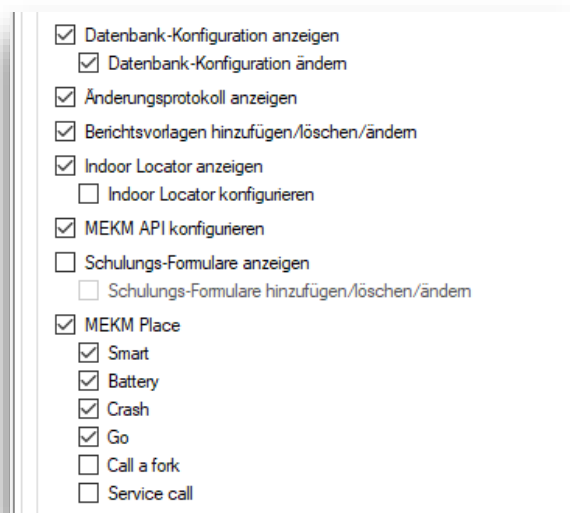 Datenbank-Konfiguration anzeigen
Datenbank-Konfiguration ändern
Änderungsprotokoll anzeigen
Berichtsvorlagen hinzufügen/löschen/ändern
Indoor Locator anzeigen
Indoor Locator konfigurieren
MEKM API konfigurieren
Schulungs-Formulare anzeigen
Schulungs-Formulare hinzufügen/löschen/ändern
MEKM Place
Smart
Battery
Crash
Go
Call a fork
Service call